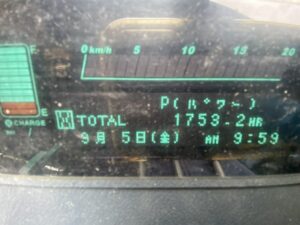 F
0km/h 5 10 15 20
P(ﾊﾟﾜｰ)
E
CHARGE
TOTAL 1753.2HR
9月 5日(金) AM 9:59